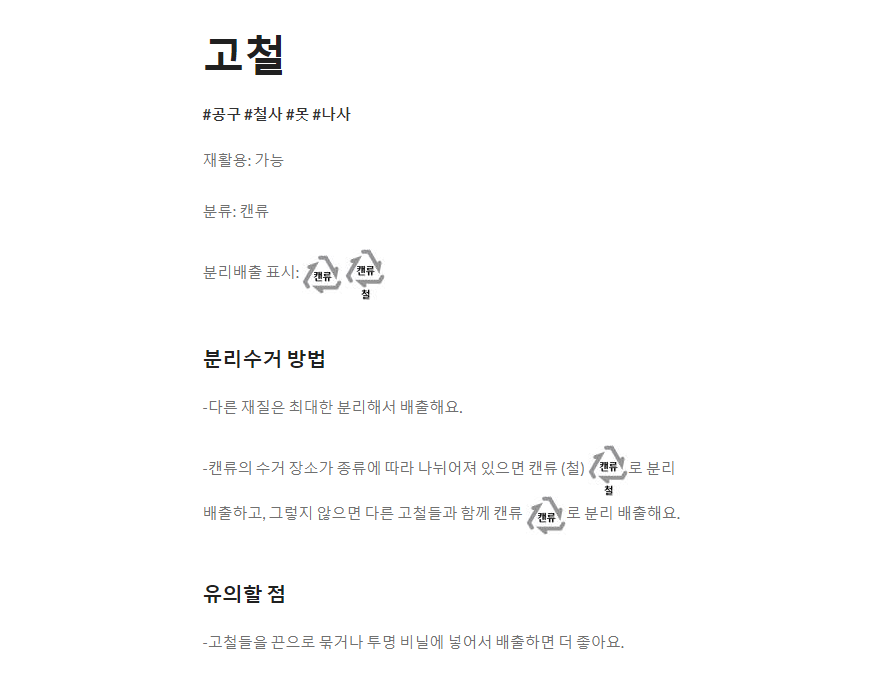 고철
#공구 #철사 #못 #나사
재활용: 가능
분류: 캔류
분리배출 표시: 캔류 캔류 철
분리수거 방법
-다른 재질은 최대한 분리해서 배출해요.
-캔류의 수거 장소가 종류에 따라 나뉘어져 있으면 캔류 (철) 캔류 철 로 분리
배출하고, 그렇지 않으면 다른 고철들과 함께 캔류 캔류 로 분리 배출해요.
유의할 점
-고철들을 끈으로 묶거나 투명 비닐에 넣어서 배출하면 더 좋아요.